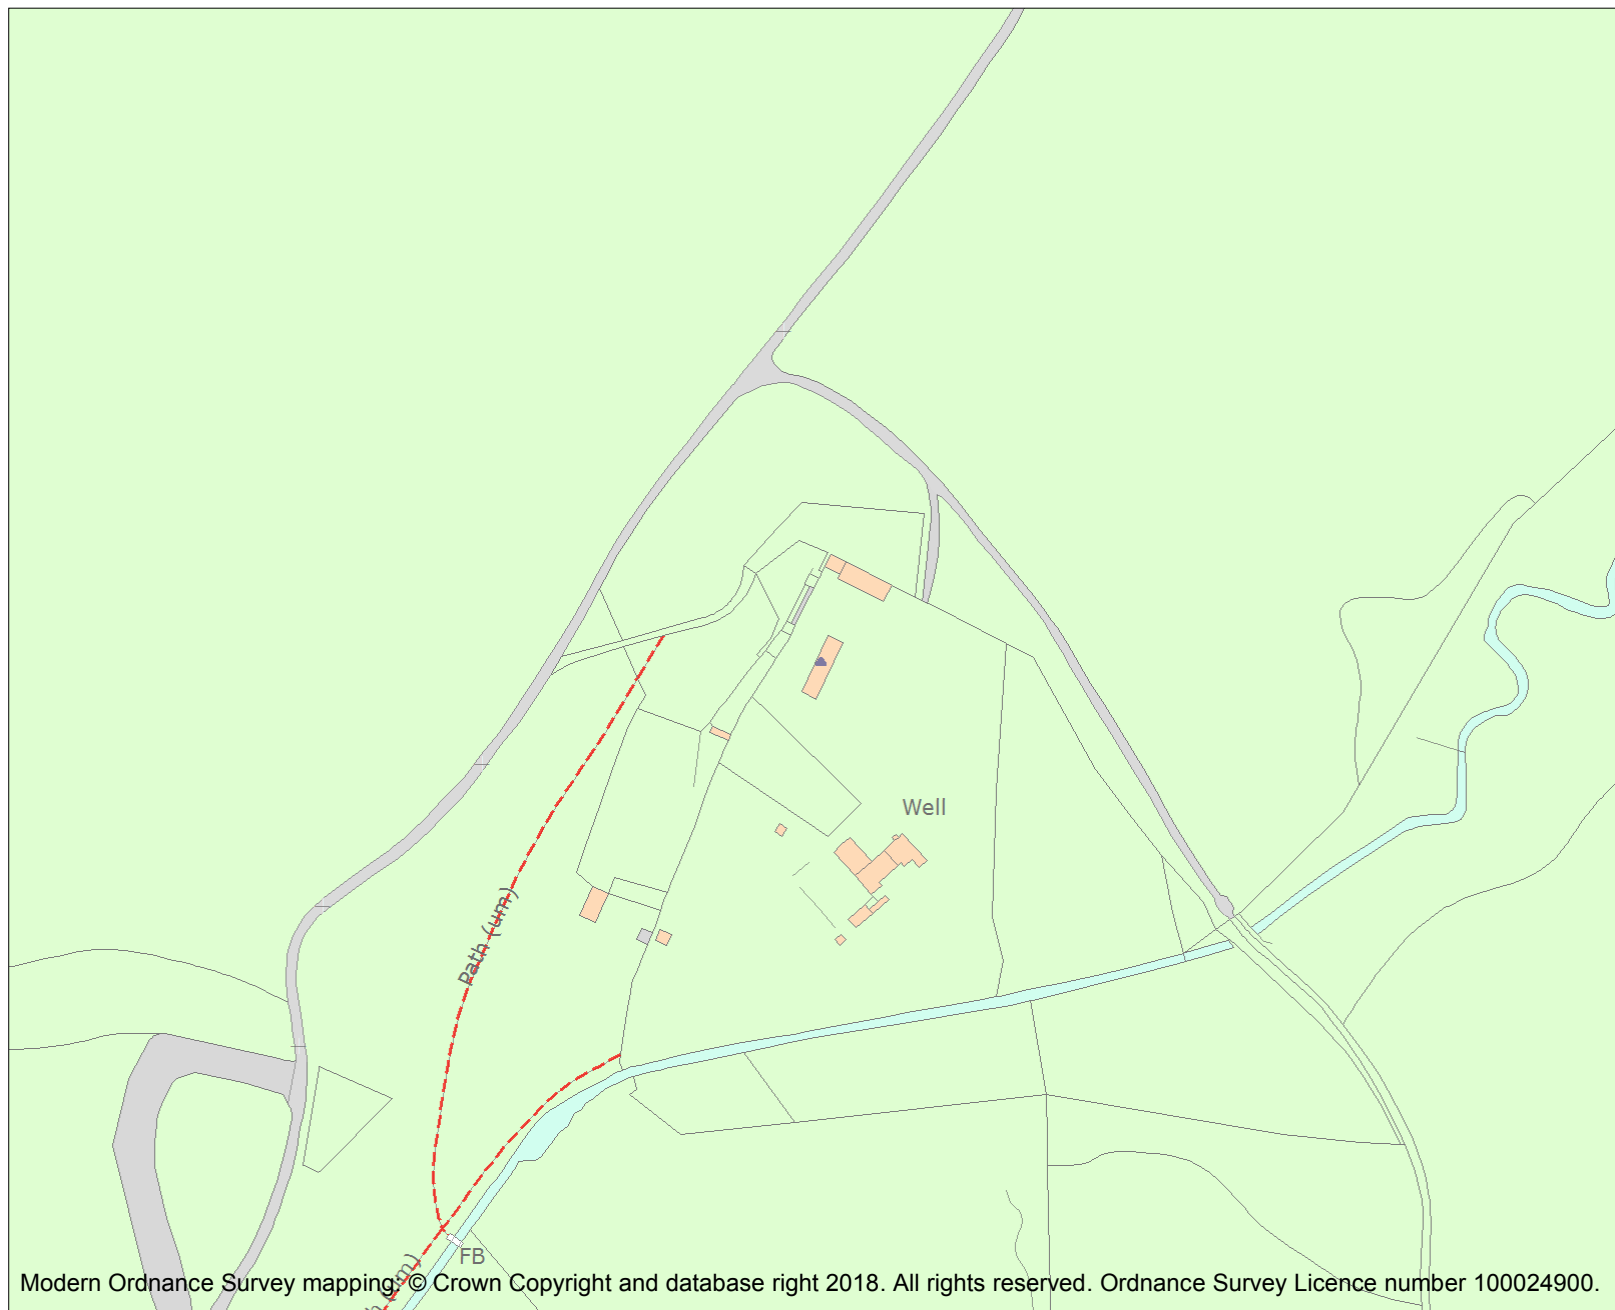 Well
Path (um)
FB
Modern Ordnance Survey mapping: © Crown Copyright and database right 2018. All rights reserved. Ordnance Survey Licence number 100024900.